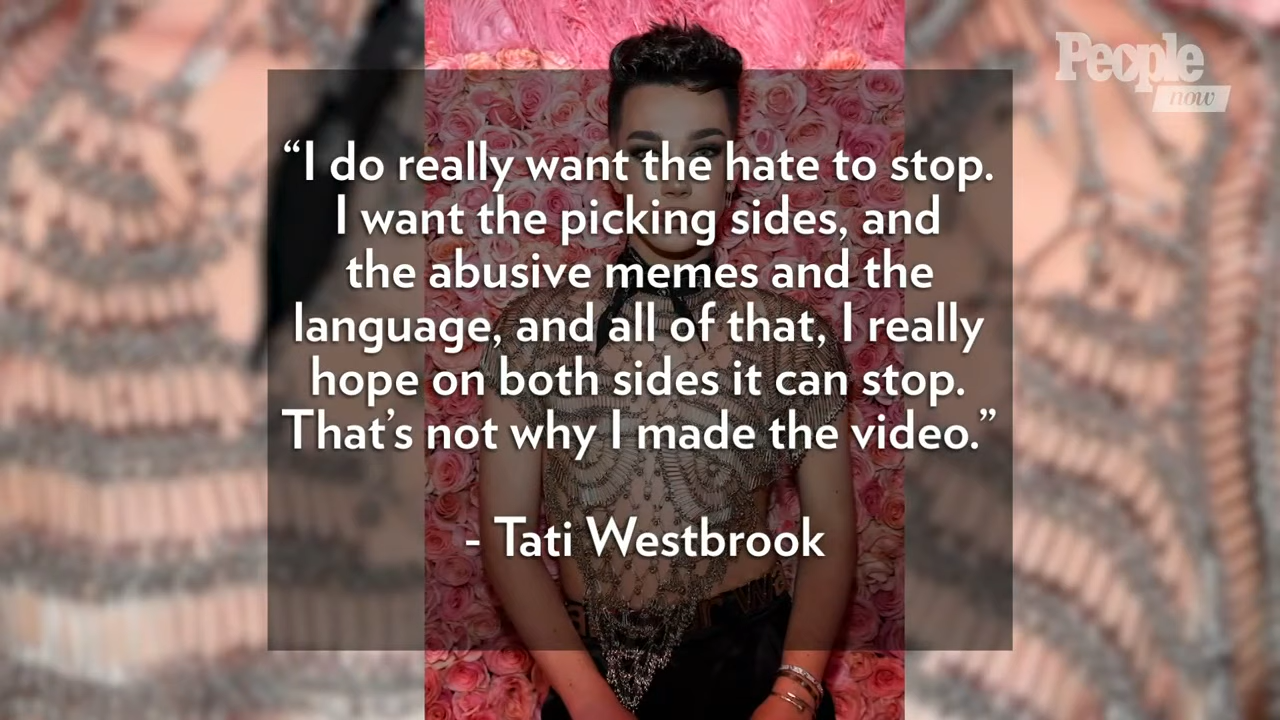 People
now
“I do really want the hate to stop.
I want the picking sides, and
the abusive memes and the
language, and all of that, I really
hope on both sides it can stop.
That’s not why I made the video.”
- Tati Westbrook